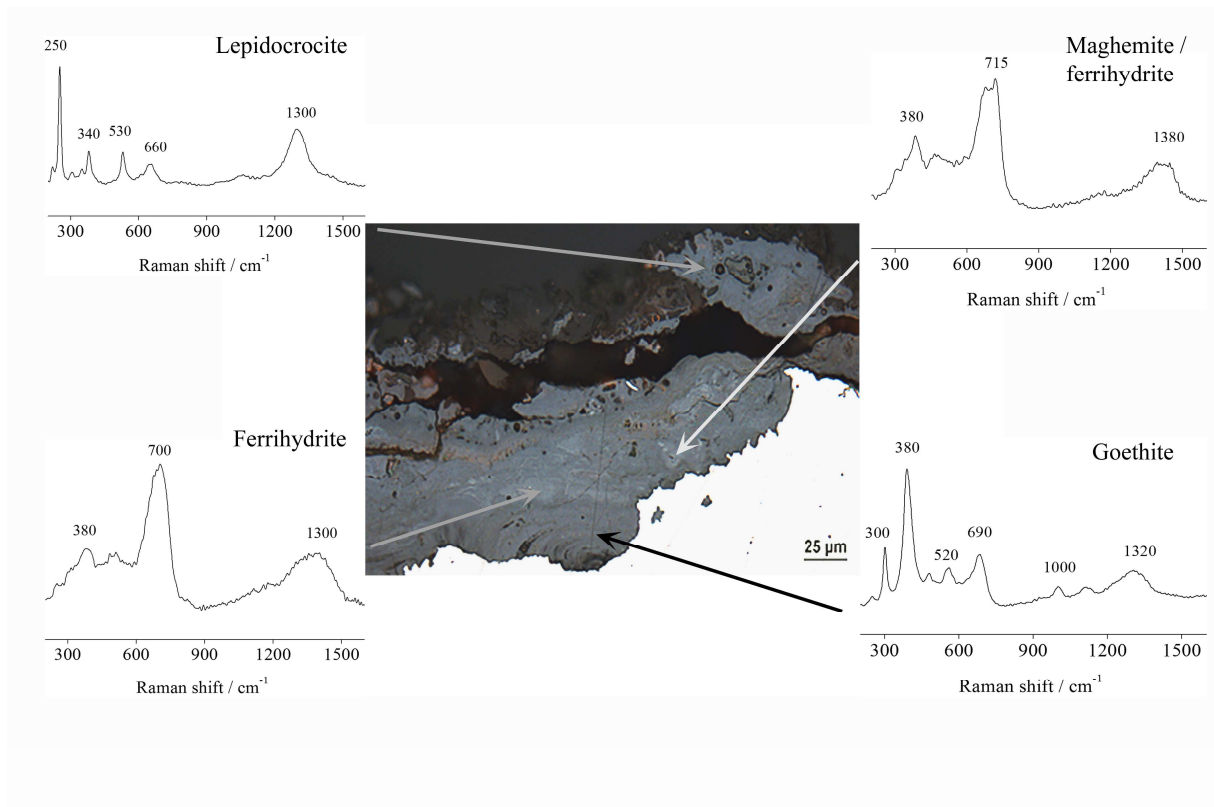 Lepidocrocite
250
340
530
660
1300
300 600 900 1200 1500
Raman shift / cm-1
Maghemite /
ferrihydrite
715
380
1380
300 600 900 1200 1500
Raman shift / cm-1
25 µm
Ferrihydrite
700
380
1300
300 600 900 1200 1500
Raman shift / cm-1
Goethite
380
300
520
690
1000
1320
300 600 900 1200 1500
Raman shift / cm-1